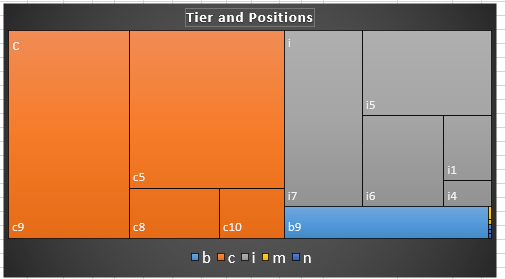 Tier and Positions
C
i
i5
c5
i1
c9
c8
c10
i7
i6
i4
b9
b c i m n